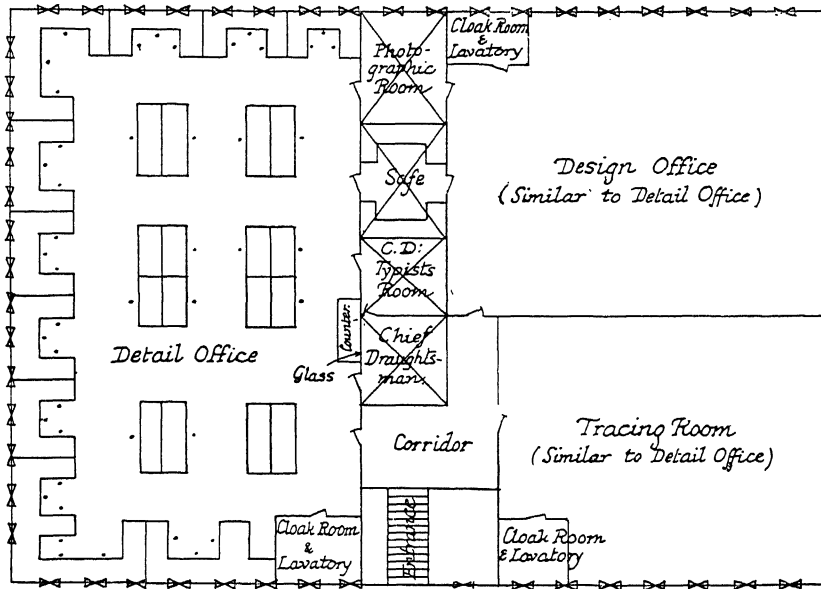 Photo-
graphic
Room
Cloak Room
&
Lavatory
Safe
Design Office
(Similar to Detail Office)
C.D:
Typists
Room
Counter
Detail Office
Glass
Chief
Draughts-
man.
Corridor
Tracing Room
(Similar to Detail Office)
Cloak Room
&
Lavatory
Entrance
Cloak Room
& Lavatory